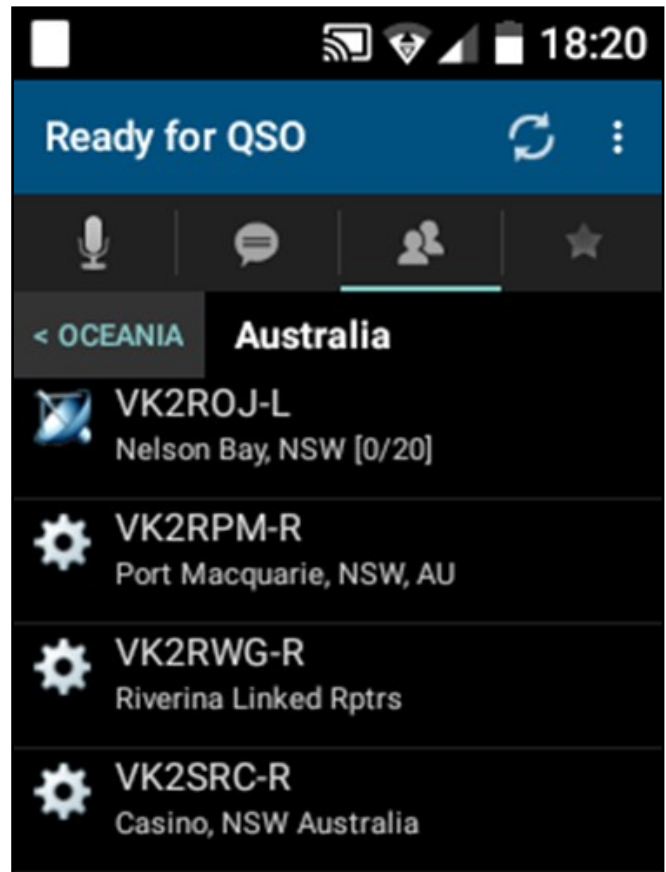 18:20
Ready for QSO
< OCEANIA Australia
VK2ROJ-L
Nelson Bay, NSW [0/20]
VK2RPM-R
Port Macquarie, NSW, AU
VK2RWG-R
Riverina Linked Rptrs
VK2SRC-R
Casino, NSW Australia